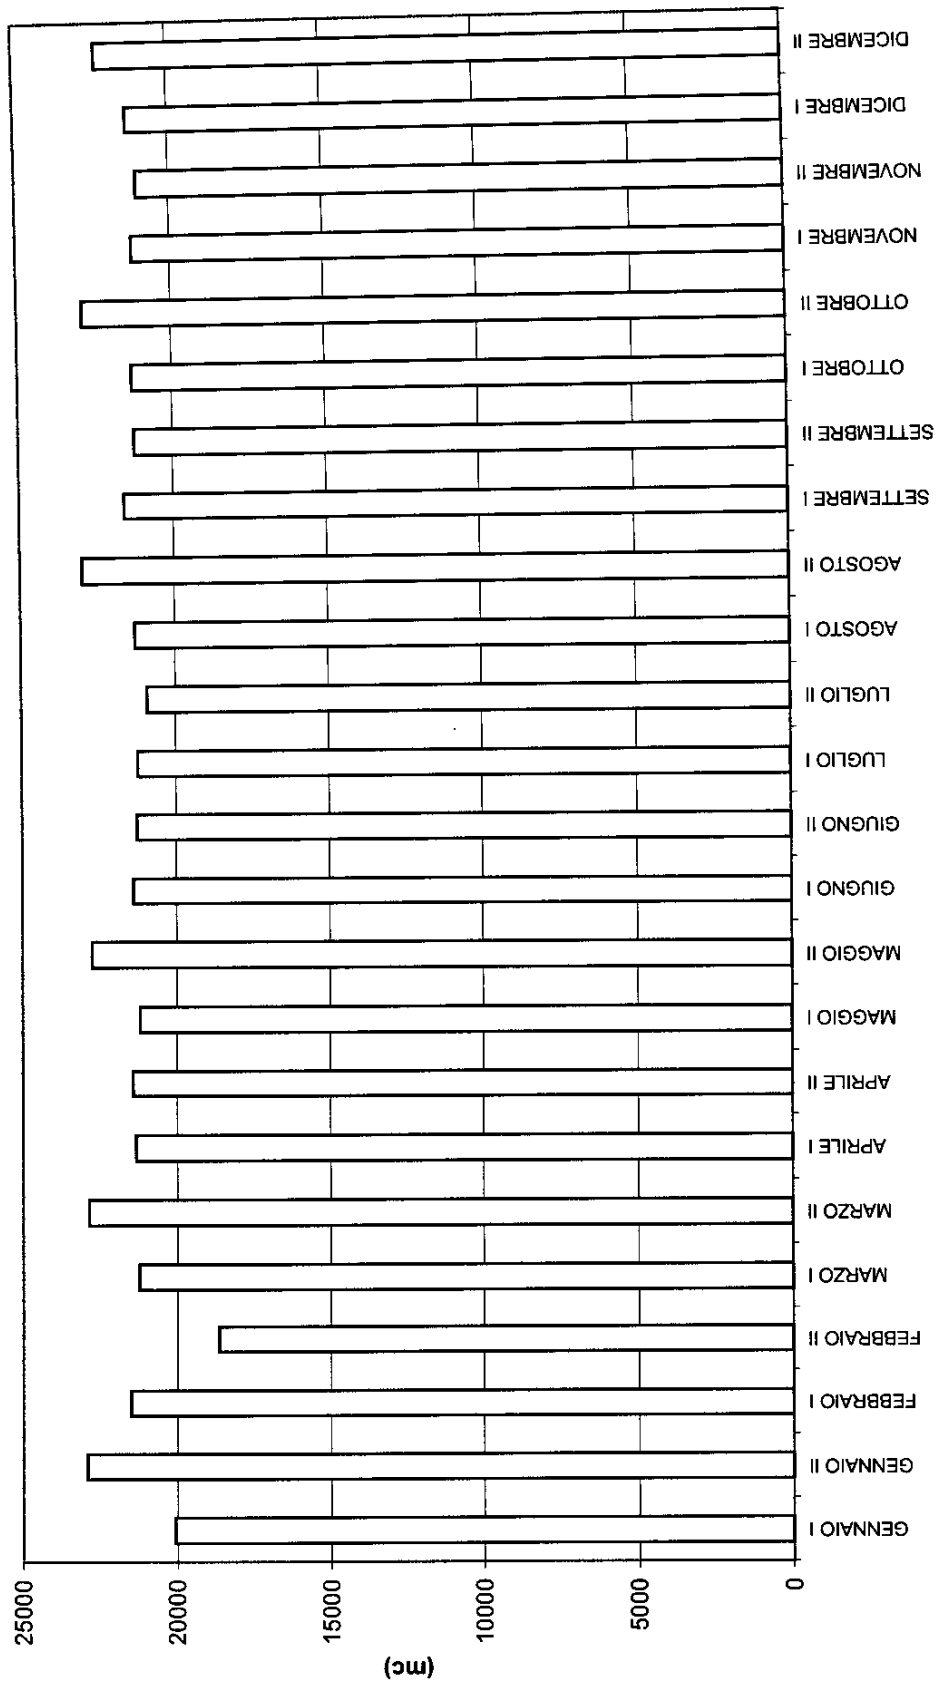 (mc)
25000
20000
15000
10000
5000
0
GENNAIO I
GENNAIO II
FEBBRAIO I
FEBBRAIO II
MARZO I
MARZO II
APRILE I
APRILE II
MAGGIO I
MAGGIO II
GIUGNO I
GIUGNO II
LUGLIO I
LUGLIO II
AGOSTO I
AGOSTO II
SETTEMBRE I
SETTEMBRE II
OTTOBRE I
OTTOBRE II
NOVEMBRE I
NOVEMBRE II
DICEMBRE I
DICEMBRE II